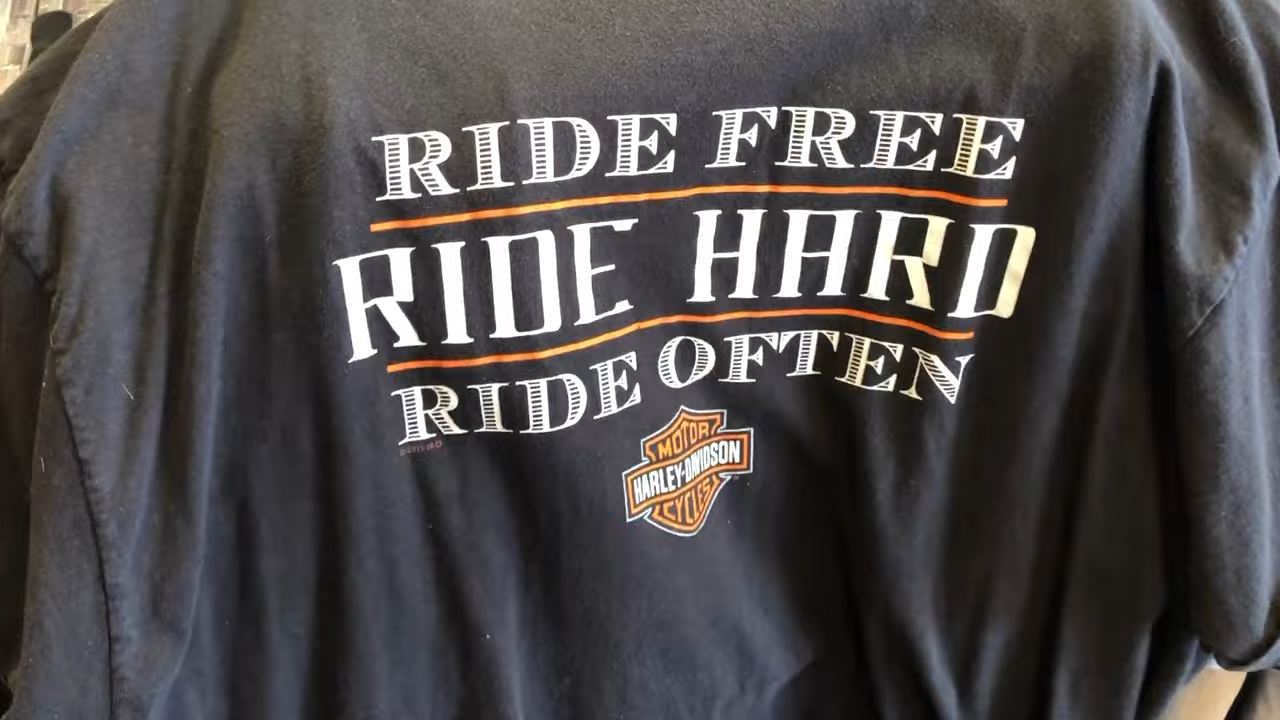 RIDE FREE
RIDE HARD
RIDE OFTEN
MOTOR
HARLEY-DAVIDSON
CYCLES